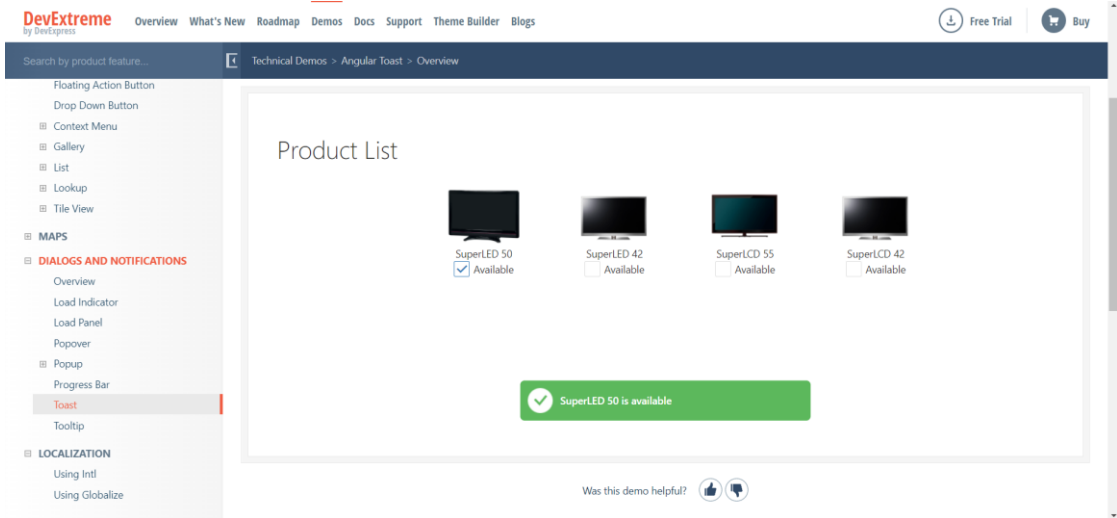 DevExtreme
by DevExpress
Overview What's New Roadmap Demos Docs Support Theme Builder Blogs
Free Trial
Buy
Search by product feature...
Technical Demos > Angular Toast > Overview
Floating Action Button
Drop Down Button
Context Menu
Gallery
List
Lookup
Tile View
MAPS
DIALOGS AND NOTIFICATIONS
Overview
Load Indicator
Load Panel
Popover
Popup
Progress Bar
Toast
Tooltip
LOCALIZATION
Using Intl
Using Globalize
Product List
SuperLED 50 SuperLED 42 SuperLCD 55 SuperLCD 42
Available Available Available Available
SuperLED 50 is available
Was this demo helpful?